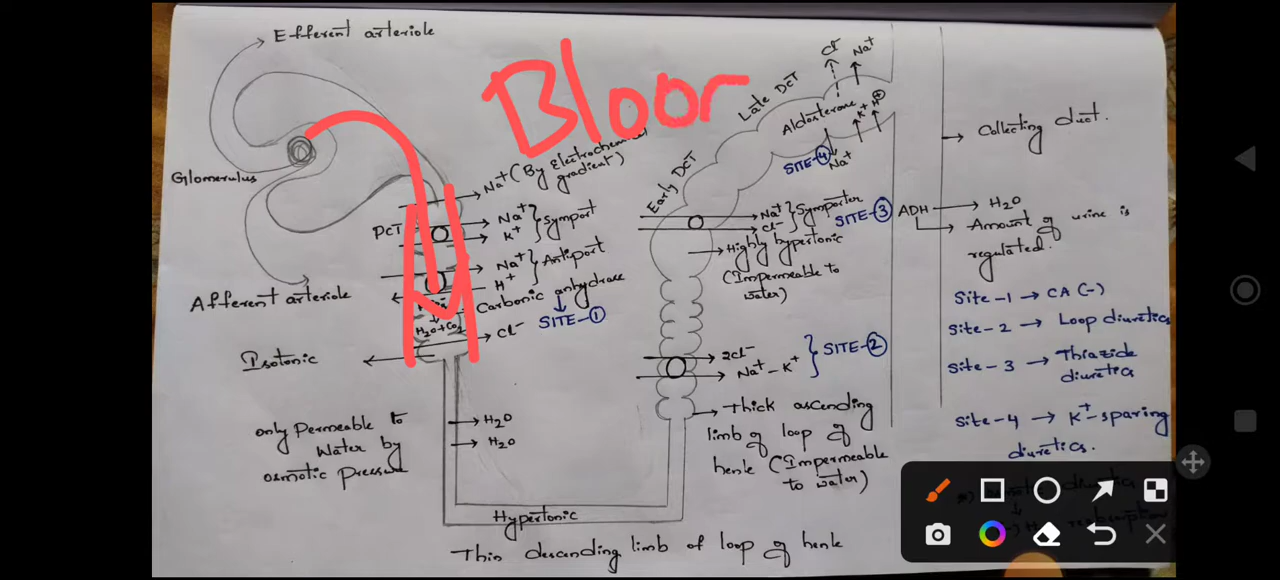 Efferent arteriole
Bloor
Glomerulus
Afferent arteriole
PCT
Na+ (By Electrochemical
gradient)
Na+
K+
} Symport
Na+
H+
} Antiport
Carbonic anhydrase
H2O+CO2
Cl-
SITE-①
Isotonic
only Permeable to
Water by
osmotic pressure
H2O
H2O
Hypertonic
Thin descanding limb of loop of henle
Early DCT
Late DCT
Cl-
Na+
Aldosterone
K+
H+
SITE-④
Na+
Na+
Cl-
} Symporter
SITE-③
Highly hypertonic
(Impermeable to
water)
2Cl-
Na+ - K+
} SITE-②
Thick ascending
limb of loop of
henle (Impermeable
to water)
Collecting duct.
ADH → H2O
Amount of urine is
regulated.
Site-1 → CA (-)
Site-2 → Loop diuretics
Site-3 → Thiazide
diuretics
Site-4 → K+-sparing
diuretics.